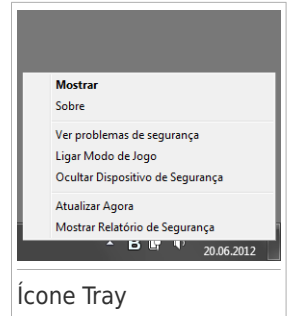 Mostrar
Sobre
Ver problemas de segurança
Ligar Modo de Jogo
Ocultar Dispositivo de Segurança
Atualizar Agora
Mostrar Relatório de Segurança
B
20.06.2012
Ícone Tray